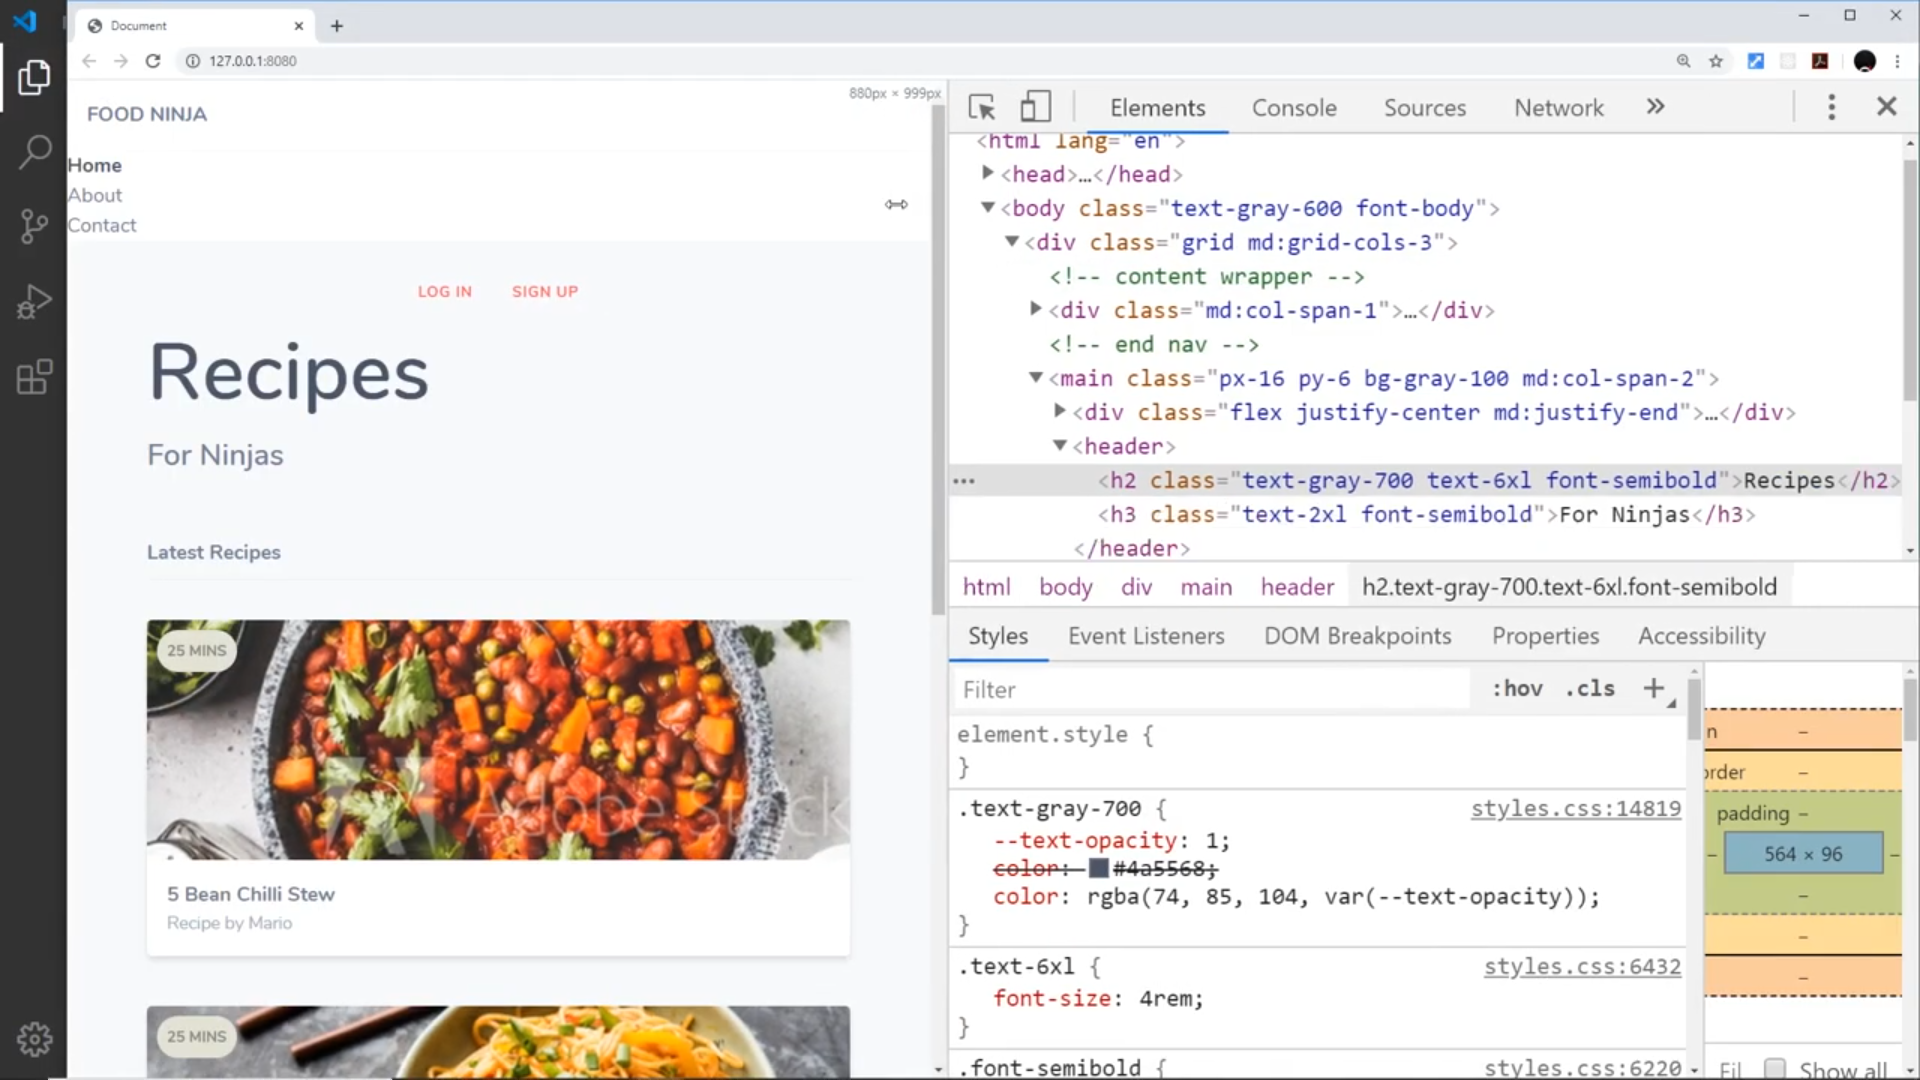 Document
127.0.0.1:8080
880px × 999px
FOOD NINJA
Home
About
Contact
LOG IN SIGN UP
Recipes
For Ninjas
Latest Recipes
25 MINS
Adobe Stock
5 Bean Chilli Stew
Recipe by Mario
25 MINS
Elements Console Sources Network
<html lang="en">
<head>…</head>
<body class="text-gray-600 font-body">
<div class="grid md:grid-cols-3">
<!-- content wrapper -->
<div class="md:col-span-1">…</div>
<!-- end nav -->
<main class="px-16 py-6 bg-gray-100 md:col-span-2">
<div class="flex justify-center md:justify-end">…</div>
<header>
<h2 class="text-gray-700 text-6xl font-semibold">Recipes</h2>
<h3 class="text-2xl font-semibold">For Ninjas</h3>
</header>
html body div main header h2.text-gray-700.text-6xl.font-semibold
Styles Event Listeners DOM Breakpoints Properties Accessibility
Filter :hov .cls +
element.style {
}
.text-gray-700 { styles.css:14819
--text-opacity: 1;
color: #4a5568;
color: rgba(74, 85, 104, var(--text-opacity));
}
.text-6xl { styles.css:6432
font-size: 4rem;
}
.font-semibold { styles.css:6220
n –
order –
padding –
– 564 × 96 –
–
–
–
Fil Show all